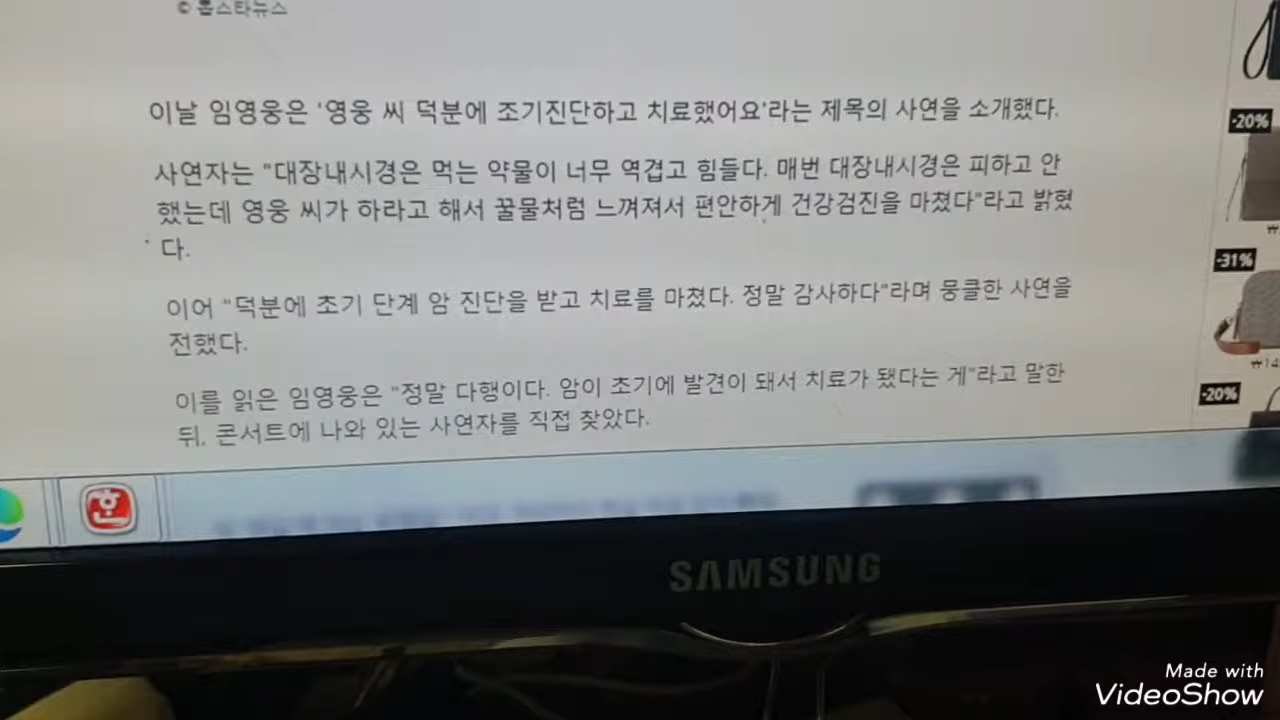 © 톱스타뉴스
이날 임영웅은 '영웅 씨 덕분에 조기진단하고 치료했어요'라는 제목의 사연을 소개했다.
사연자는 "대장내시경은 먹는 약물이 너무 역겹고 힘들다. 매번 대장내시경은 피하고 안
했는데 영웅 씨가 하라고 해서 꿀물처럼 느껴져서 편안하게 건강검진을 마쳤다"라고 밝혔
다.
이어 "덕분에 초기 단계 암 진단을 받고 치료를 마쳤다. 정말 감사하다"라며 뭉클한 사연을
전했다.
이를 읽은 임영웅은 "정말 다행이다. 암이 초기에 발견이 돼서 치료가 됐다는 게"라고 말한
뒤, 콘서트에 나와 있는 사연자를 직접 찾았다.
-20%
-31%
₩14
-20%
한
SAMSUNG
Made with
VideoShow